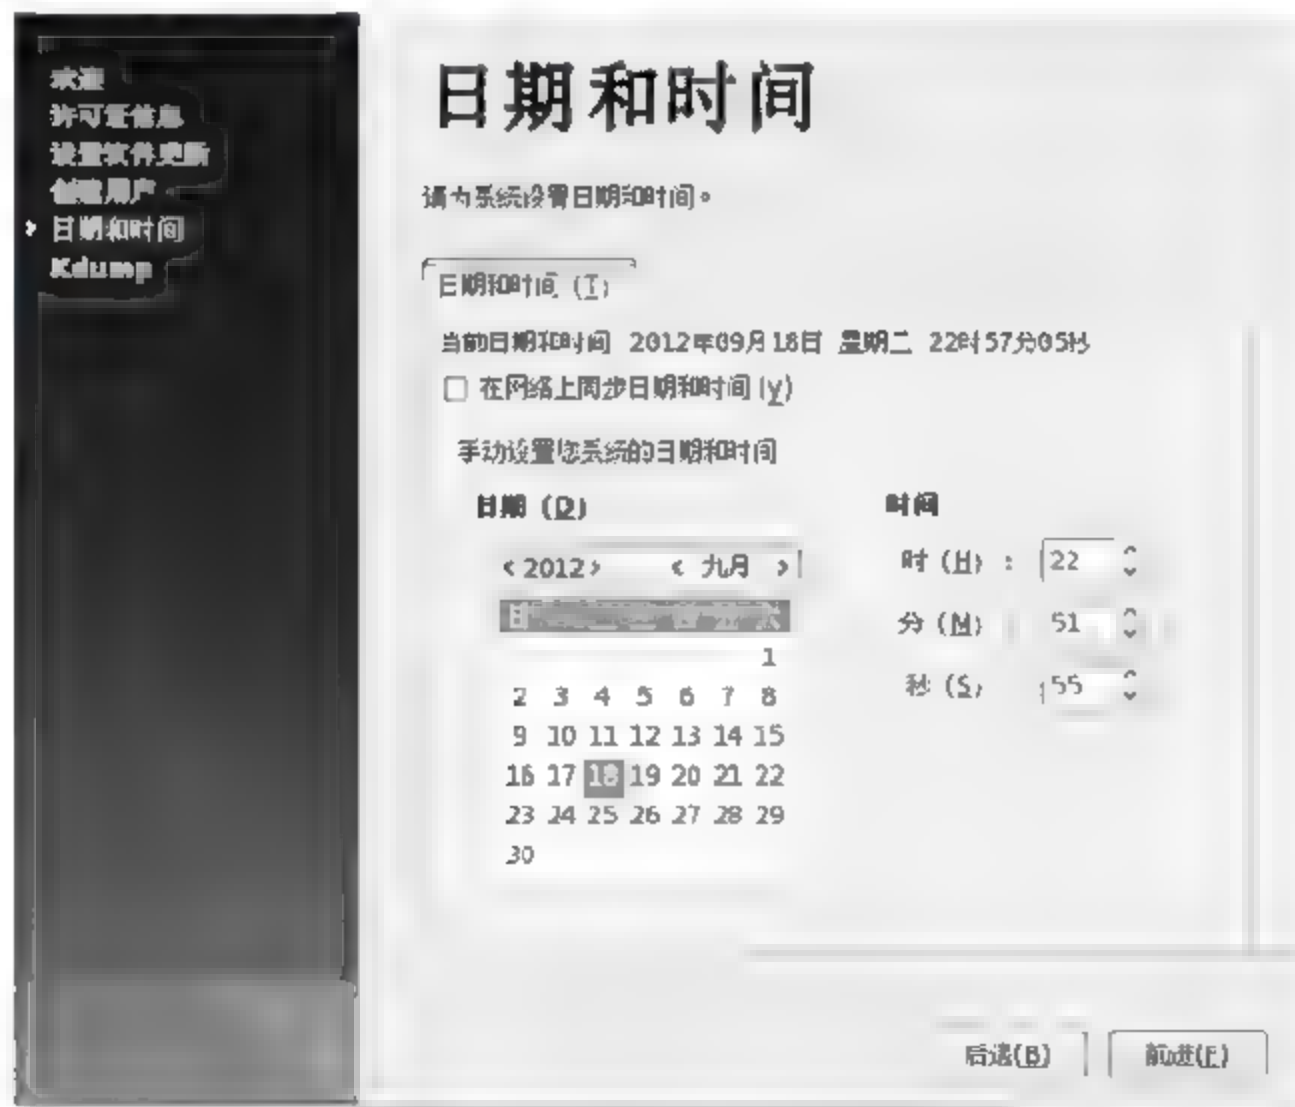 欢迎
许可证信息
设置软件更新
创建用户
日期和时间
Kdump
日期和时间
请为系统设置日期和时间。
日期和时间 (T)
当前日期和时间 2012年09月18日 星期二 22时57分05秒
在网络上同步日期和时间 (y)
手动设置您系统的日期和时间
日期 (D)
时间
< 2012 > < 九月 >
时 (H) : 22
日
分 (M) 51
1
2 3 4 5 6 7 8
秒 (S) 55
9 10 11 12 13 14 15
16 17 18 19 20 21 22
23 24 25 26 27 28 29
30
后退(B) 前进(F)